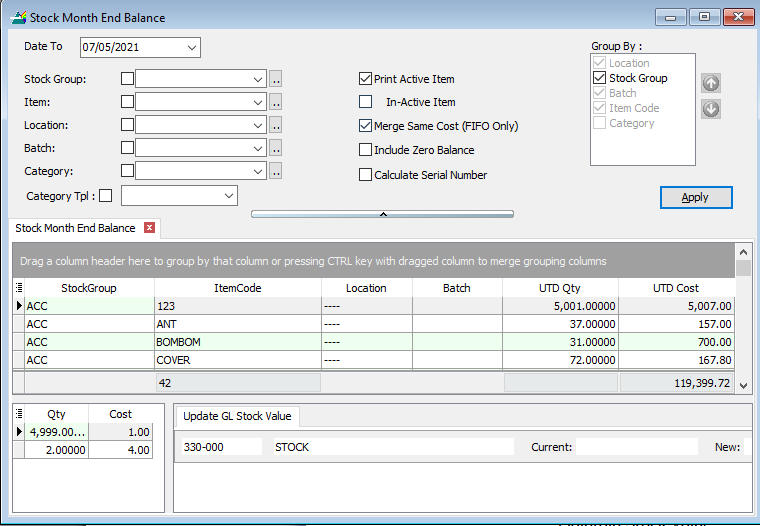 Stock Month End Balance
Date To 07/05/2021
Group By :
Location
Stock Group
Batch
Item Code
Category
Stock Group: ..
Item: ..
Location: ..
Batch: ..
Category: ..
Category Tpl :
Print Active Item
In-Active Item
Merge Same Cost (FIFO Only)
Include Zero Balance
Calculate Serial Number
Apply
Stock Month End Balance
Drag a column header here to group by that column or pressing CTRL key with dragged column to merge grouping columns
StockGroup ItemCode Location Batch UTD Qty UTD Cost
ACC 123 ---- 5,001.00000 5,007.00
ACC ANT ---- 37.00000 157.00
ACC BOMBOM ---- 31.00000 700.00
ACC COVER ---- 72.00000 167.80
42 119,399.72
Qty Cost
4,999.00... 1.00
2.00000 4.00
Update GL Stock Value
330-000 STOCK Current: New: